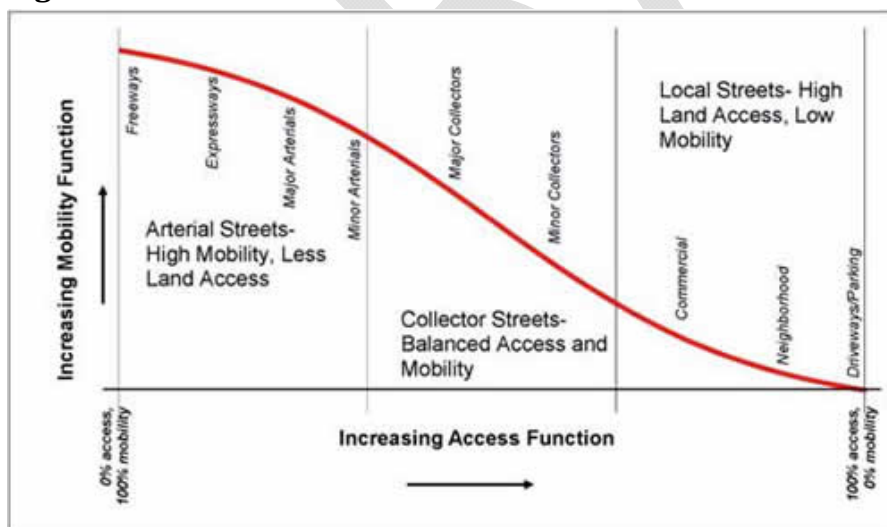 Increasing Mobility Function
Freeways
Expressways
Major Arterials
Minor Arterials
Major Collectors
Minor Collectors
Commercial
Neighborhood
Driveways/Parking
Arterial Streets-
High Mobility, Less
Land Access
Collector Streets-
Balanced Access and
Mobility
Local Streets- High
Land Access, Low
Mobility
0% access,
100% mobility
Increasing Access Function
100% access,
0% mobility